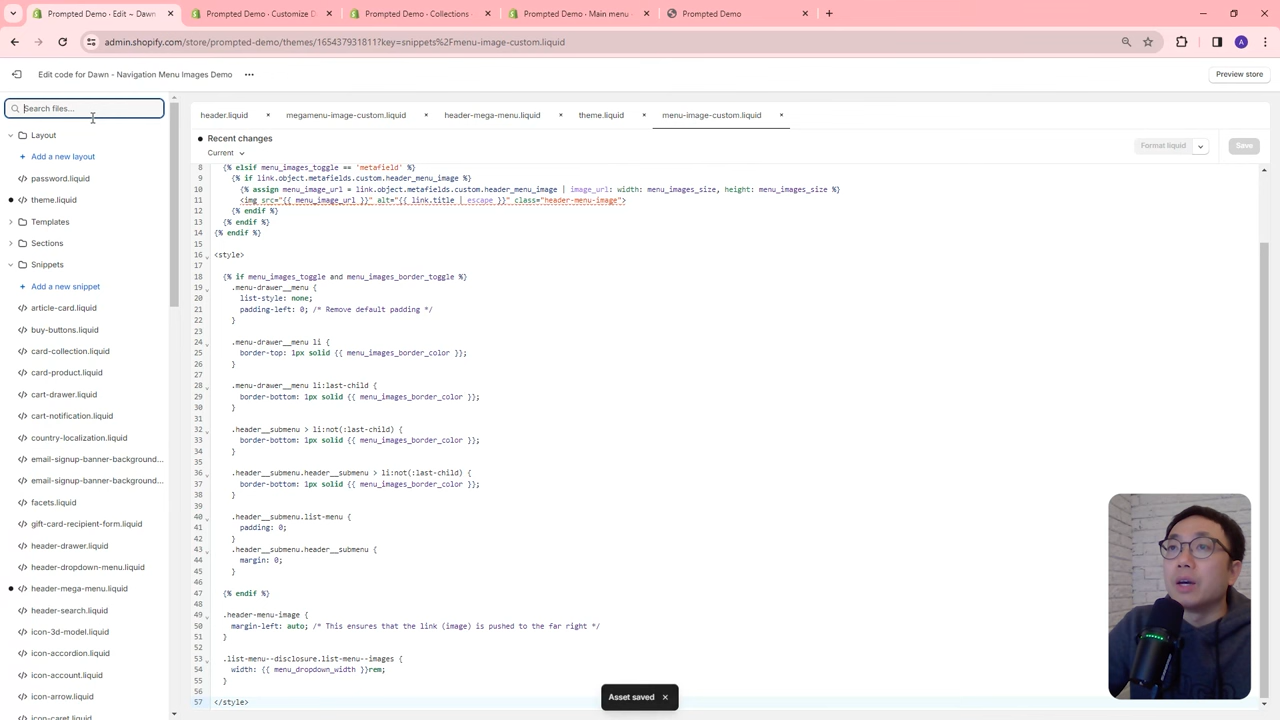 Prompted Demo - Edit ~ Dawn
Prompted Demo - Customize D
Prompted Demo - Collections
Prompted Demo - Main menu
Prompted Demo
admin.shopify.com/store/prompted-demo/themes/165437931811?key=snippets%2Fmenu-image-custom.liquid
A
Edit code for Dawn - Navigation Menu Images Demo
Preview store
Search files...
Layout
Add a new layout
password.liquid
theme.liquid
Templates
Sections
Snippets
Add a new snippet
article-card.liquid
buy-buttons.liquid
card-collection.liquid
card-product.liquid
cart-drawer.liquid
cart-notification.liquid
country-localization.liquid
email-signup-banner-background...
email-signup-banner-background...
facets.liquid
gift-card-recipient-form.liquid
header-drawer.liquid
header-dropdown-menu.liquid
header-mega-menu.liquid
header-search.liquid
icon-3d-model.liquid
icon-accordion.liquid
icon-account.liquid
icon-arrow.liquid
icon-caret.liquid
header.liquid
megamenu-image-custom.liquid
header-mega-menu.liquid
theme.liquid
menu-image-custom.liquid
Recent changes
Current
Format liquid
Save
8 {% elsif menu_images_toggle == 'metafield' %}
9 {% if link.object.metafields.custom.header_menu_image %}
10 {% assign menu_image_url = link.object.metafields.custom.header_menu_image | image_url: width: menu_images_size, height: menu_images_size %}
11 <img src="{{ menu_image_url }}" alt="{{ link.title | escape }}" class="header-menu-image">
12 {% endif %}
13 {% endif %}
14 {% endif %}
15
16 <style>
17
18 {% if menu_images_toggle and menu_images_border_toggle %}
19 .menu-drawer__menu {
20 list-style: none;
21 padding-left: 0; /* Remove default padding */
22 }
23
24 .menu-drawer__menu li {
25 border-top: 1px solid {{ menu_images_border_color }};
26 }
27
28 .menu-drawer__menu li:last-child {
29 border-bottom: 1px solid {{ menu_images_border_color }};
30 }
31
32 .header__submenu > li:not(:last-child) {
33 border-bottom: 1px solid {{ menu_images_border_color }};
34 }
35
36 .header__submenu.header__submenu > li:not(:last-child) {
37 border-bottom: 1px solid {{ menu_images_border_color }};
38 }
39
40 .header__submenu.list-menu {
41 padding: 0;
42 }
43 .header__submenu.header__submenu {
44 margin: 0;
45 }
46
47 {% endif %}
48
49 .header-menu-image {
50 margin-left: auto; /* This ensures that the link (image) is pushed to the far right */
51 }
52
53 .list-menu--disclosure.list-menu--images {
54 width: {{ menu_dropdown_width }}rem;
55 }
56
57 </style>
Asset saved